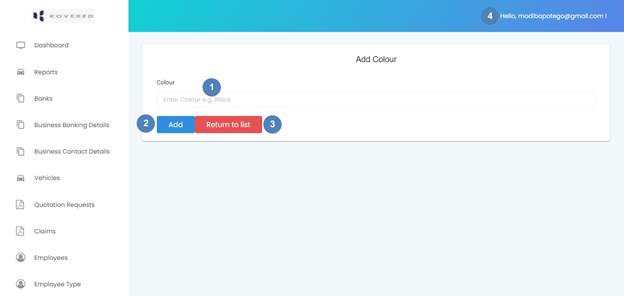 KOVERED
4 Hello, modibapotego@gmail.com !
Dashboard
Reports
Banks
Business Banking Details
Business Contact Details
Vehicles
Quotation Requests
Claims
Employees
Employee Type
Add Colour
Colour
1
Enter Colour e.g, Black
2 Add Return to list 3